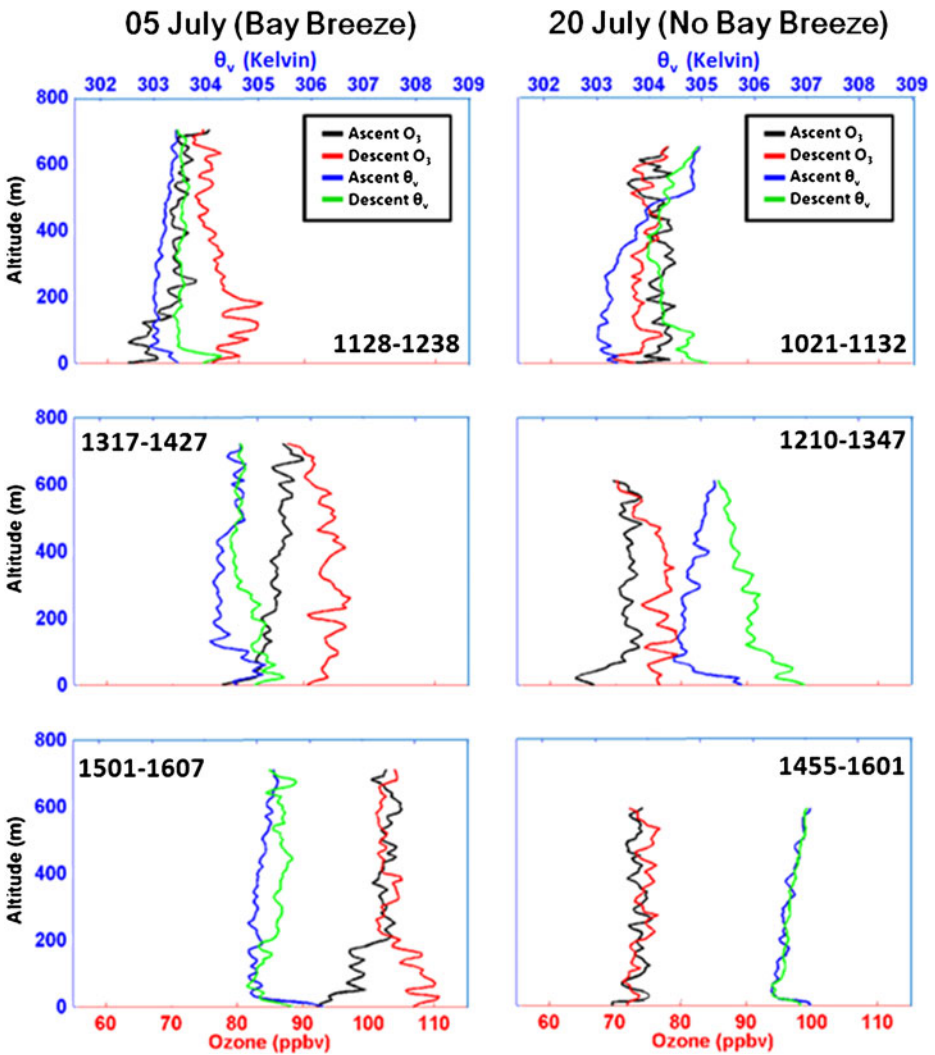 05 July (Bay Breeze)
20 July (No Bay Breeze)
θv (Kelvin)
θv (Kelvin)
302 303 304 305 306 307 308 309
302 303 304 305 306 307 308 309
800
600
400
200
0
Altitude (m)
Ascent O3
Descent O3
Ascent θv
Descent θv
1128-1238
Ascent O3
Descent O3
Ascent θv
Descent θv
1021-1132
800
600
400
200
0
Altitude (m)
1317-1427
1210-1347
800
600
400
200
0
Altitude (m)
1501-1607
1455-1601
60 70 80 90 100 110
60 70 80 90 100 110
Ozone (ppbv)
Ozone (ppbv)